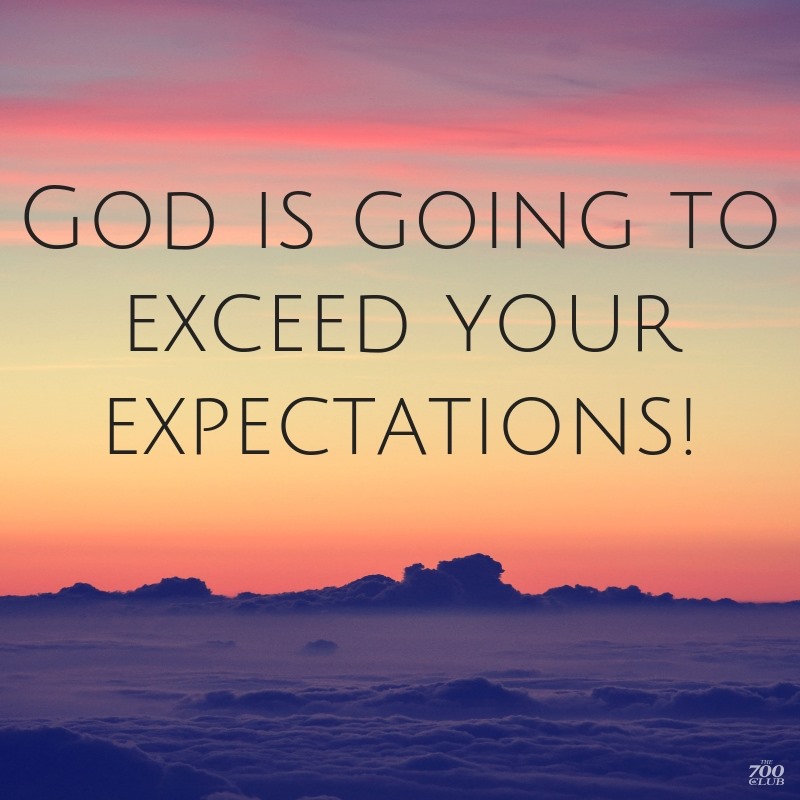 God is going to
exceed your
expectations!
THE
700
CLUB